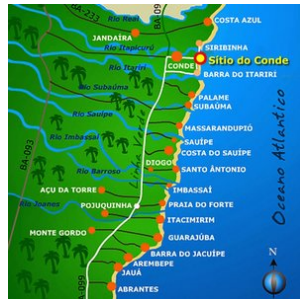 BA-233
Rio Real
COSTA AZUL
JANDAÍRA
Rio Itapicurú
SIRIBINHA
CONDE
Sítio do Conde
Rio Itariri
BARRA DO ITARIRI
Rio Subaúma
PALAME
SUBAÚMA
Rio Sauípe
MASSARANDUPIÓ
Rio Imbassaí
SAUÍPE
COSTA DO SAUÍPE
BA-093
Linha Verde
DIOGO
Rio Barroso
SANTO ÂNTONIO
AÇU DA TORRE
IMBASSAÍ
Rio Joanes
POJUQUINHA
PRAIA DO FORTE
ITACIMIRIM
MONTE GORDO
GUARAJÚBA
BARRA DO JACUÍPE
AREMBEPE
JAUÁ
ABRANTES
BA-099
Oceano Atlantico
N